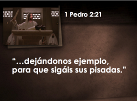 1 Pedro 2:21
"...dejándonos ejemplo,
para que sigáis sus pisadas."